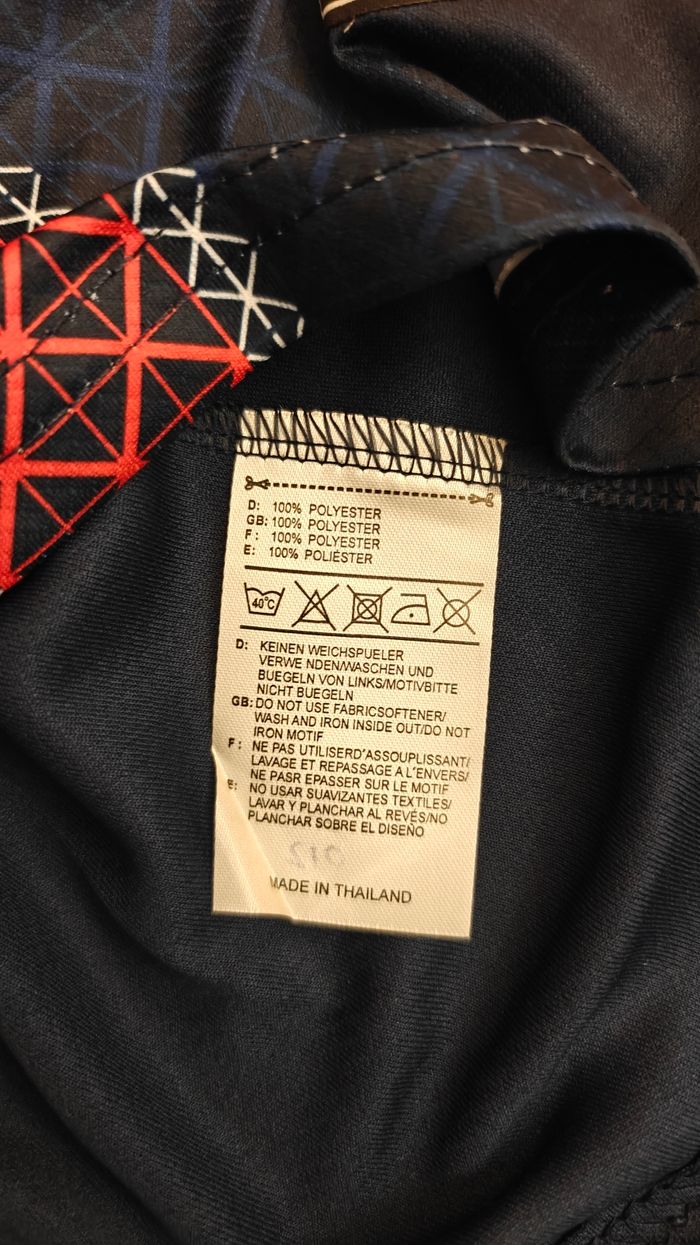 D: 100% POLYESTER
GB: 100% POLYESTER
F: 100% POLYESTER
E: 100% POLIÉSTER
40°C
D: KEINEN WEICHSPUELER
VERWE NDEN/WASCHEN UND
BUEGELN VON LINKS/MOTIVBITTE
NICHT BUEGELN
GB: DO NOT USE FABRICSOFTENER/
WASH AND IRON INSIDE OUT/DO NOT
IRON MOTIF
F: NE PAS UTILISERD'ASSOUPLISSANT/
LAVAGE ET REPASSAGE A L'ENVERS/
NE PASR EPASSER SUR LE MOTIF
E: NO USAR SUAVIZANTES TEXTILES/
LAVAR Y PLANCHAR AL REVÉS/NO
PLANCHAR SOBRE EL DISEÑO
MADE IN THAILAND